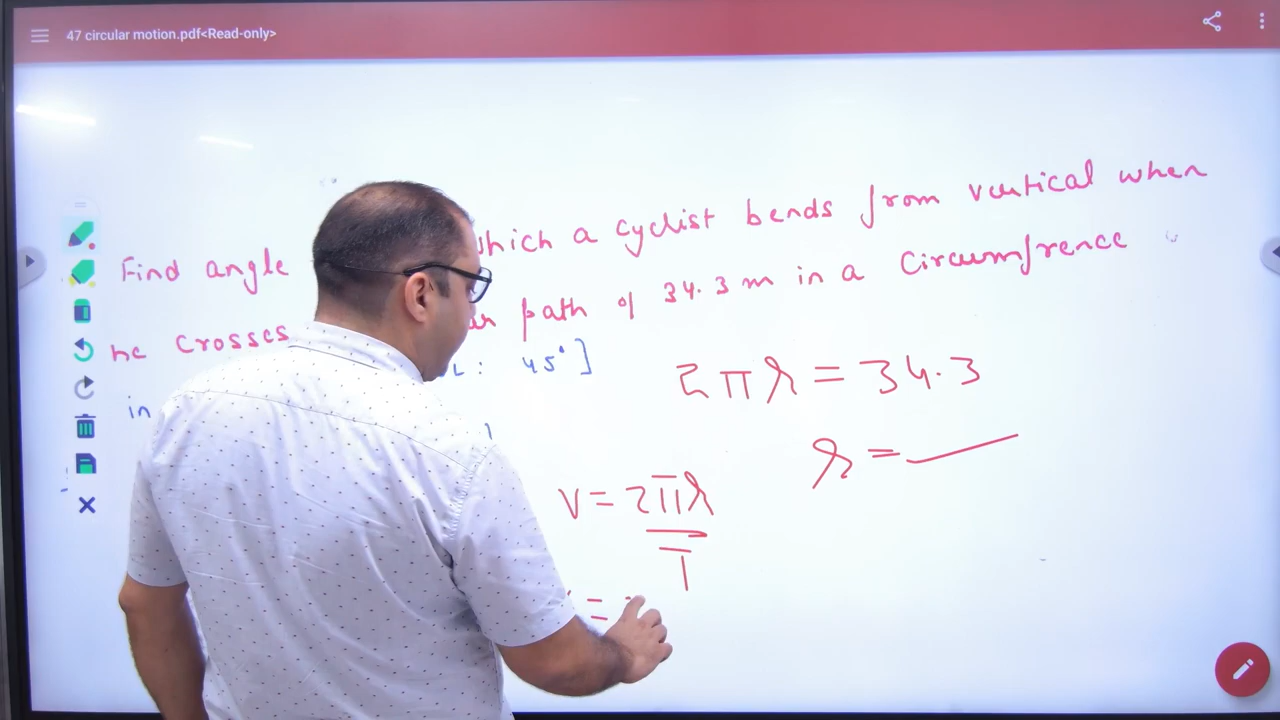 47 circular motion.pdf<Read-only>
Find angle which a cyclist bends from vertical when
he crosses path of 34.3 m in a Circumfrence
in : 45°]
2πr = 34.3
r =
v = 2πr
T
=